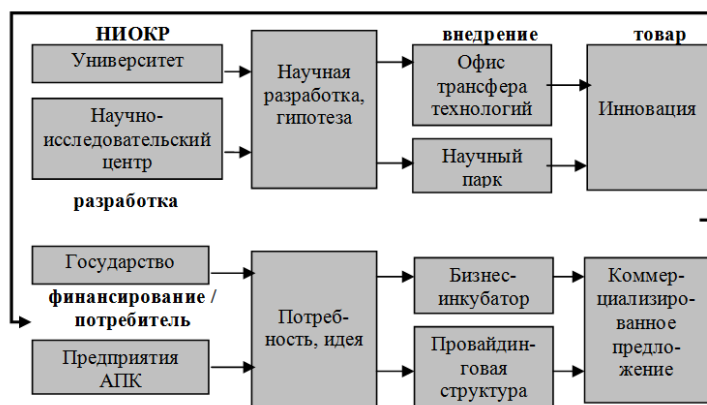 НИОКР
внедрение
товар
Университет
Научная
разработка,
гипотеза
Офис
трансфера
технологий
Инновация
Научно-
исследовательский
центр
Научный
парк
разработка
Государство
финансирование /
потребитель
Предприятия
АПК
Потреб-
ность, идея
Бизнес-
инкубатор
Провайдин-
говая
структура
Коммер-
циализиро-
ванное
предло-
жение